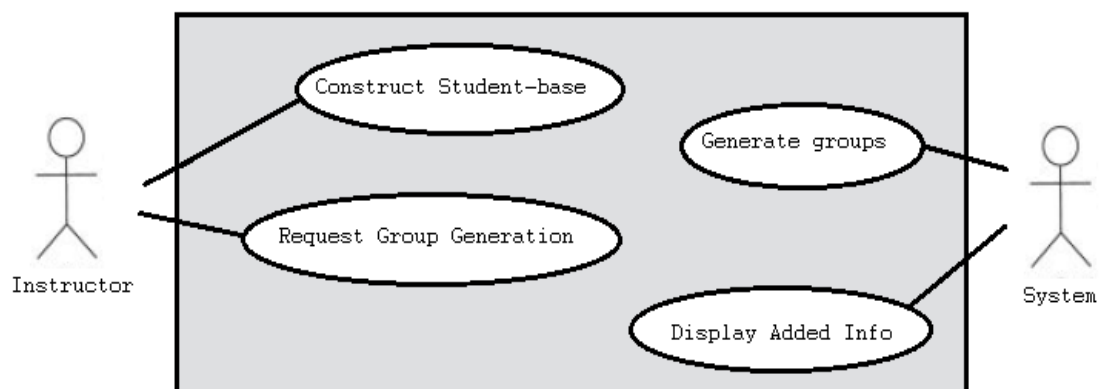 Construct Student-base
Generate groups
Request Group Generation
Instructor
System
Display Added Info